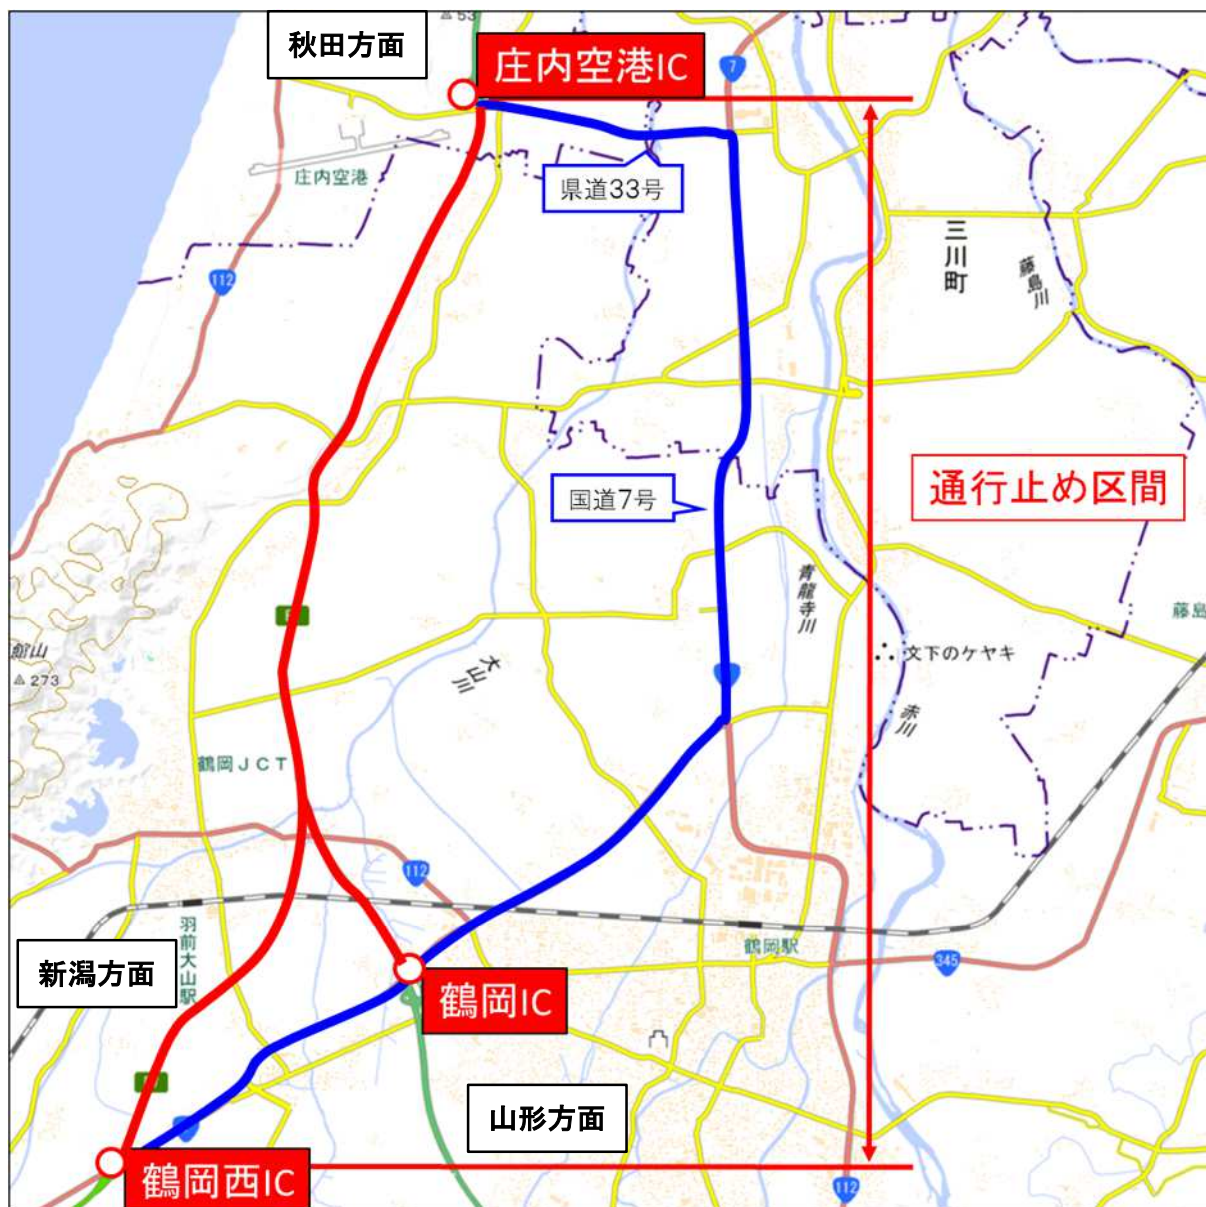 秋田方面
53
庄内空港IC
7
庄内空港
県道33号
三川町
藤島川
112
通行止め区間
国道7号
青龍寺川
藤島
文下のケヤキ
273
大山川
赤川
鶴岡JCT
112
羽前大山駅
鶴岡駅
345
新潟方面
鶴岡IC
山形方面
鶴岡西IC
112